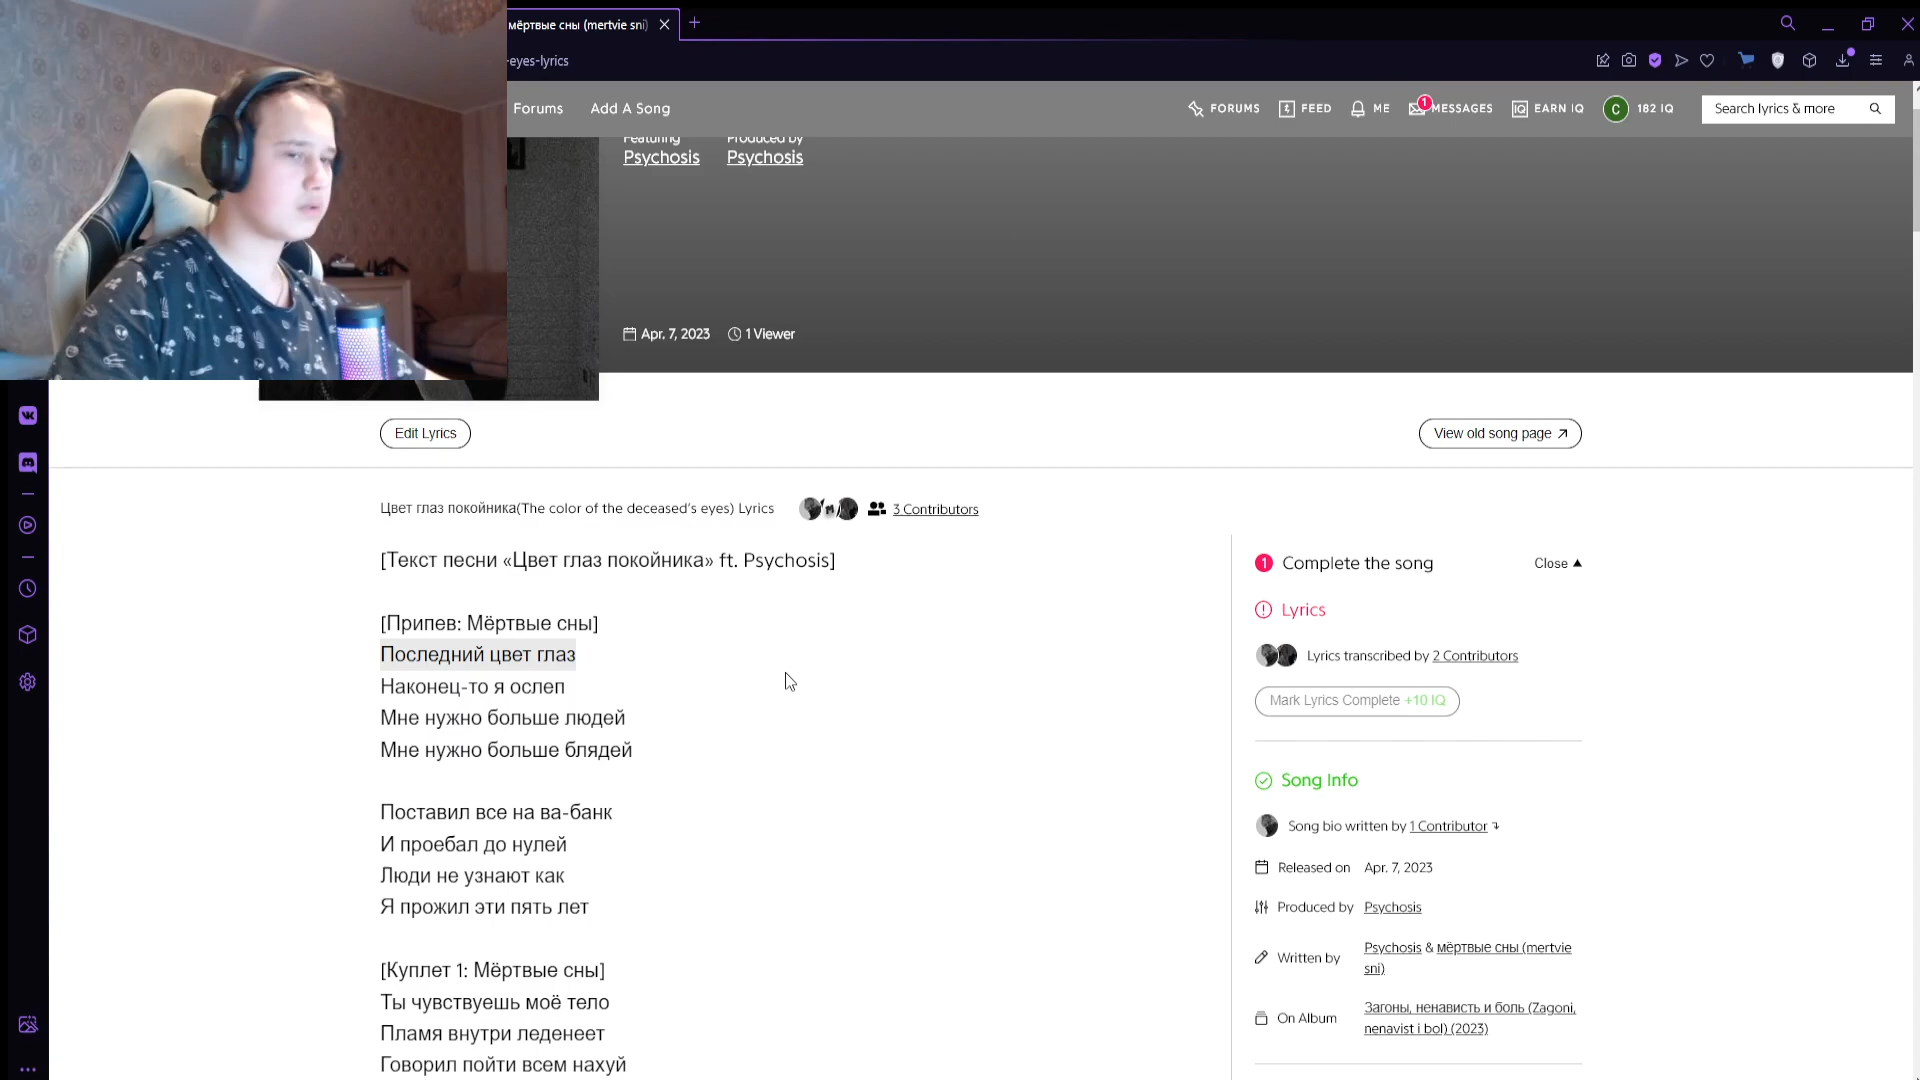 мёртвые сны (mertvie sni)
-eyes-lyrics
Forums Add A Song
FORUMS FEED ME 1 MESSAGES IQ EARN IQ C 182 IQ
Search lyrics & more
Featuring Produced by
Psychosis Psychosis
Apr. 7, 2023 1 Viewer
Edit Lyrics
View old song page
Цвет глаз покойника(The color of the deceased's eyes) Lyrics 3 Contributors
[Текст песни «Цвет глаз покойника» ft. Psychosis]
[Припев: Мёртвые сны]
Последний цвет глаз
Наконец-то я ослеп
Мне нужно больше людей
Мне нужно больше блядей
Поставил все на ва-банк
И проебал до нулей
Люди не узнают как
Я прожил эти пять лет
[Куплет 1: Мёртвые сны]
Ты чувствуешь моё тело
Пламя внутри леденеет
Говорил пойти всем нахуй
1 Complete the song Close
Lyrics
Lyrics transcribed by 2 Contributors
Mark Lyrics Complete +10 IQ
Song Info
Song bio written by 1 Contributor
Released on Apr. 7, 2023
Produced by Psychosis
Written by Psychosis & мёртвые сны (mertvie
sni)
On Album Загоны, ненависть и боль (Zagoni,
nenavist i bol) (2023)